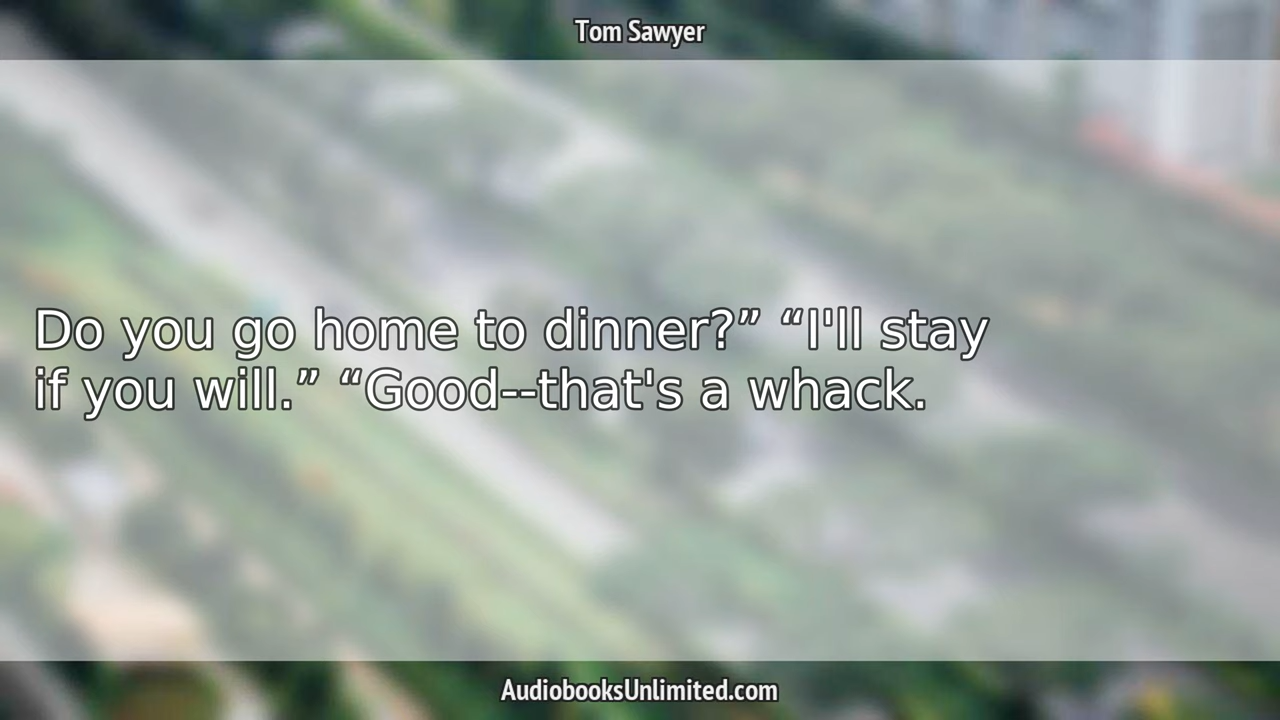 Tom Sawyer
Do you go home to dinner?” “I'll stay
if you will.” “Good--that's a whack.
AudiobooksUnlimited.com